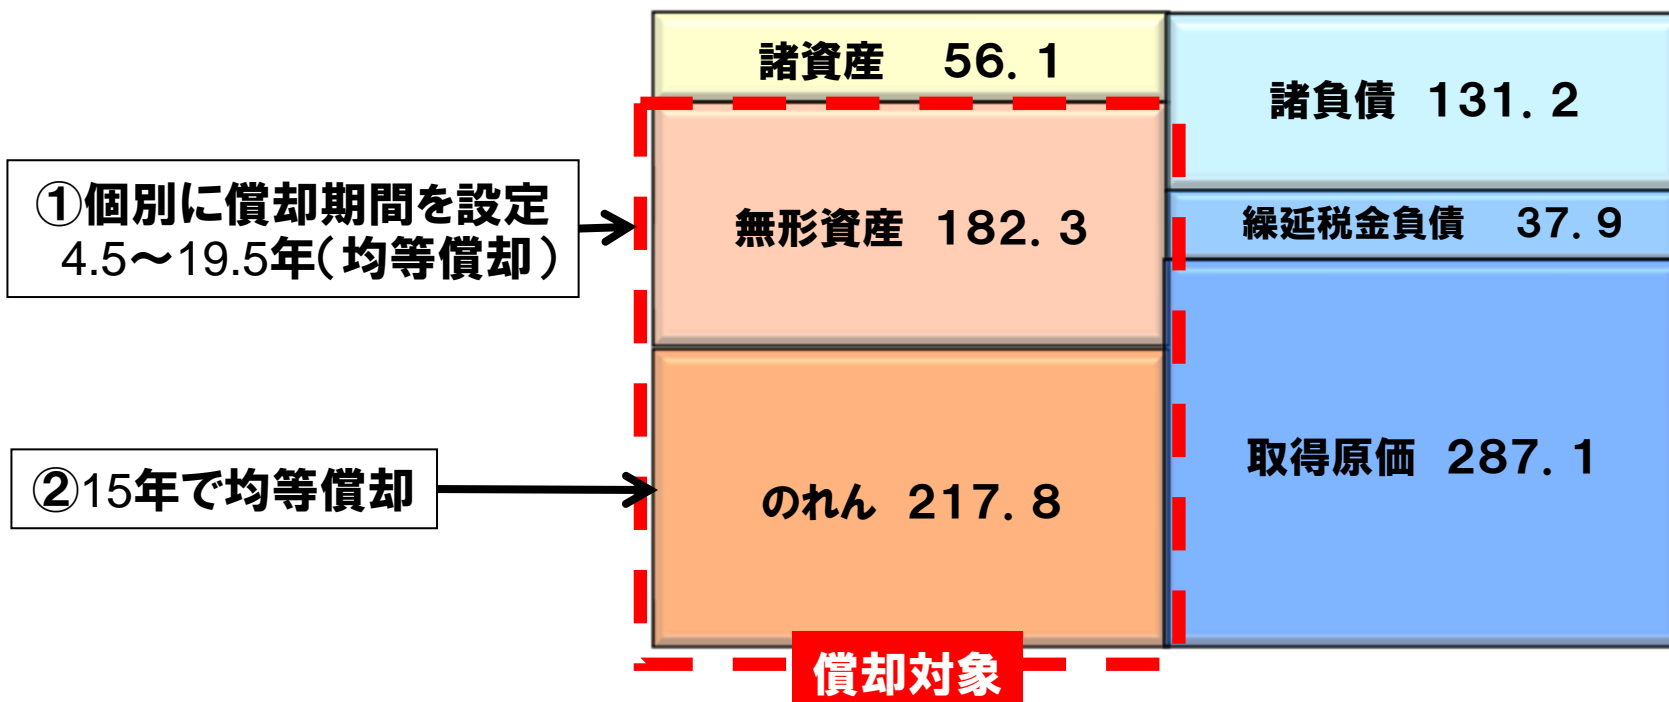 諸資産 56.1
諸負債 131.2
①個別に償却期間を設定
4.5～19.5年(均等償却)
無形資産 182.3
繰延税金負債 37.9
取得原価 287.1
②15年で均等償却
のれん 217.8
償却対象